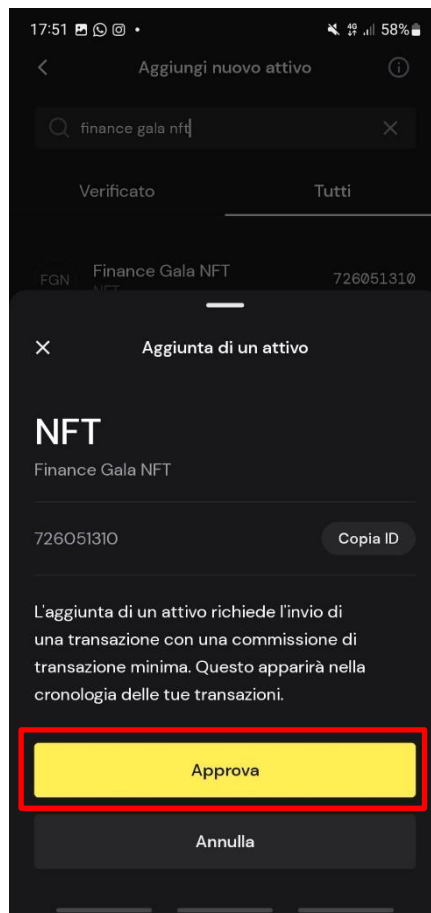 17:51 58%
Aggiungi nuovo attivo
finance gala nft
Verificato Tutti
FGN Finance Gala NFT 726051310
NFT
Aggiunta di un attivo
NFT
Finance Gala NFT
726051310 Copia ID
L'aggiunta di un attivo richiede l'invio di
una transazione con una commissione di
transazione minima. Questo apparirà nella
cronologia delle tue transazioni.
Approva
Annulla